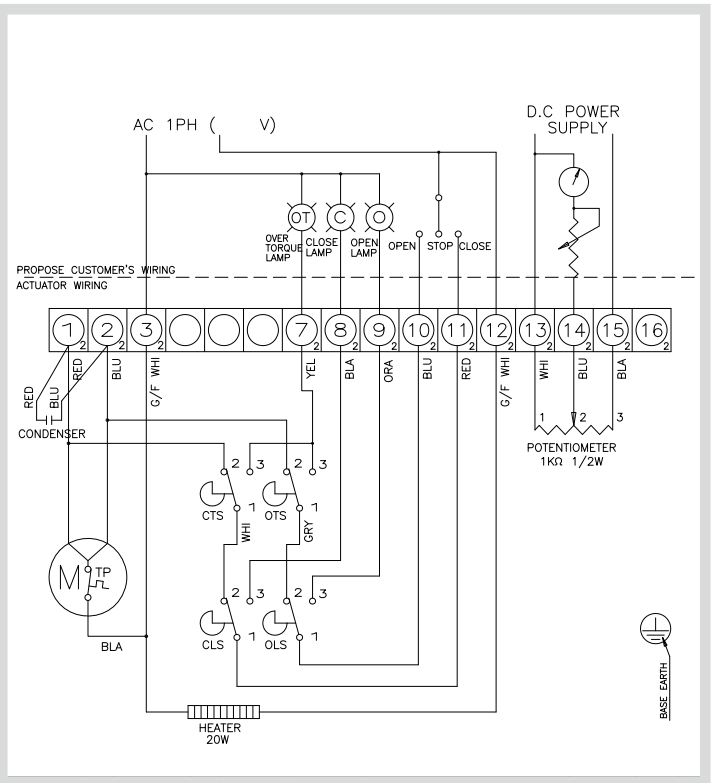 AC 1PH ( V)
D.C POWER
SUPPLY
OT
C
O
OVER
TORQUE
LAMP
CLOSE
LAMP
OPEN
LAMP
OPEN
STOP
CLOSE
PROPOSE CUSTOMER'S WIRING
ACTUATOR WIRING
1 2
2 2
3 2
7 2
8 2
9 2
10 2
11 2
12 2
13 2
14 2
15 2
16 2
RED
BLU
RED
BLU
G/F WHI
YEL
BLA
ORA
BLU
RED
G/F WHI
WHI
BLU
BLA
CONDENSER
1 2 3
POTENTIOMETER
1KΩ 1/2W
2 3
2 3
CTS
1
OTS
1
WHI
GRY
M
TP
2 3
2 3
CLS
1
OLS
1
BLA
HEATER
20W
BASE EARTH